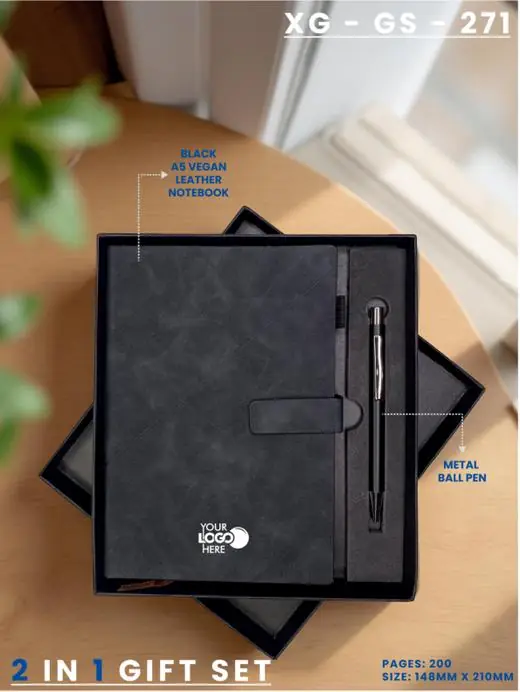 XG - GS - 271
BLACK
A5 VEGAN
LEATHER
NOTEBOOK
METAL
BALL PEN
YOUR
LOGO
HERE
2 IN 1 GIFT SET
PAGES: 200
SIZE: 148MM X 210MM